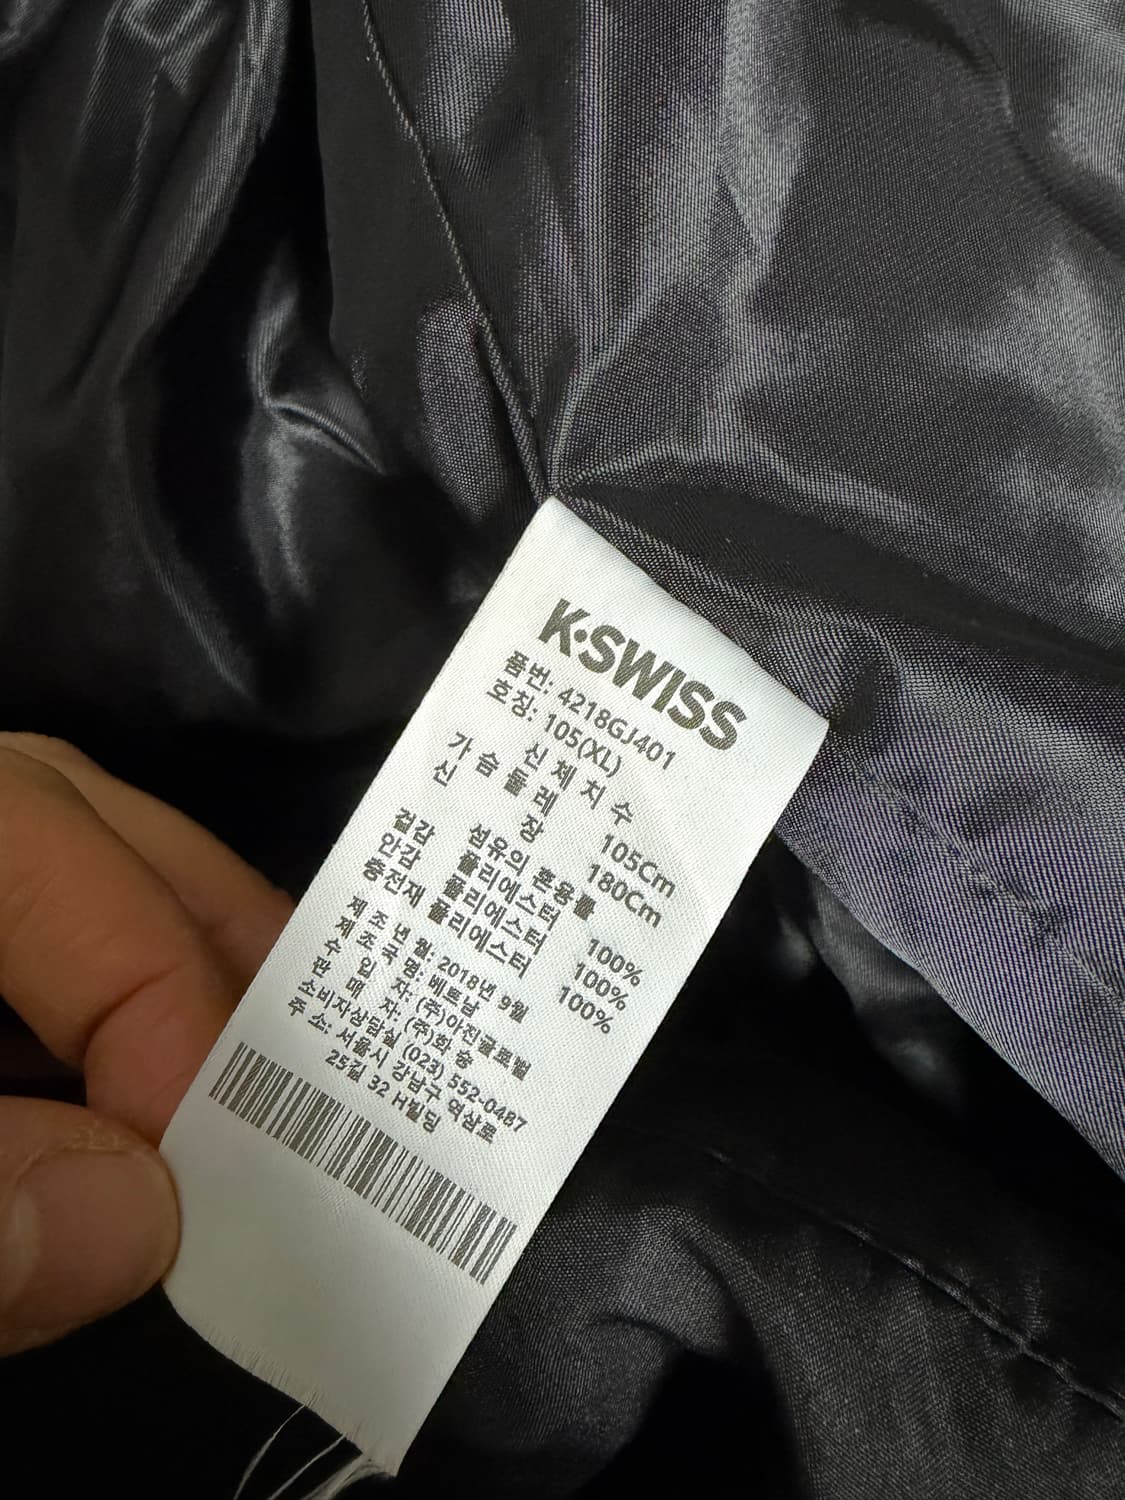 K·SWISS
품번: 4218GJ401
호칭: 105(XL)
신 체 치 수
가 슴 둘 레 105Cm
신 장 180Cm
섬유의 혼용률
겉감 폴리에스터 100%
안감 폴리에스터 100%
충전재 폴리에스터 100%
제 조 년 월: 2018년 9월
제 조 국 명: 베트남
수 입 자: (주)아진글로벌
판 매 자: (주)화 승
소비자상담실 (023) 552-0487
주 소: 서울시 강남구 역삼로
25길 32 H빌딩